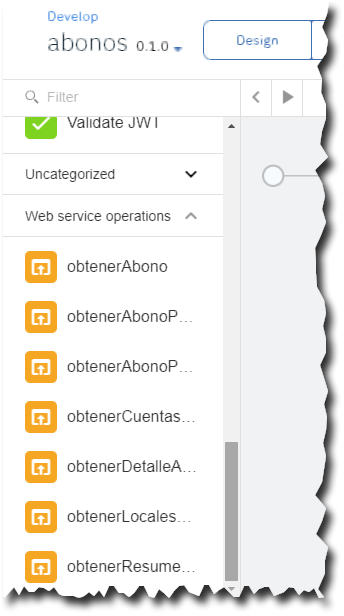 Develop
abonos 0.1.0
Design
Filter
Validate JWT
Uncategorized
Web service operations
obtenerAbono
obtenerAbonoP...
obtenerAbonoP...
obtenerCuentas...
obtenerDetalleA...
obtenerLocales...
obtenerResume...